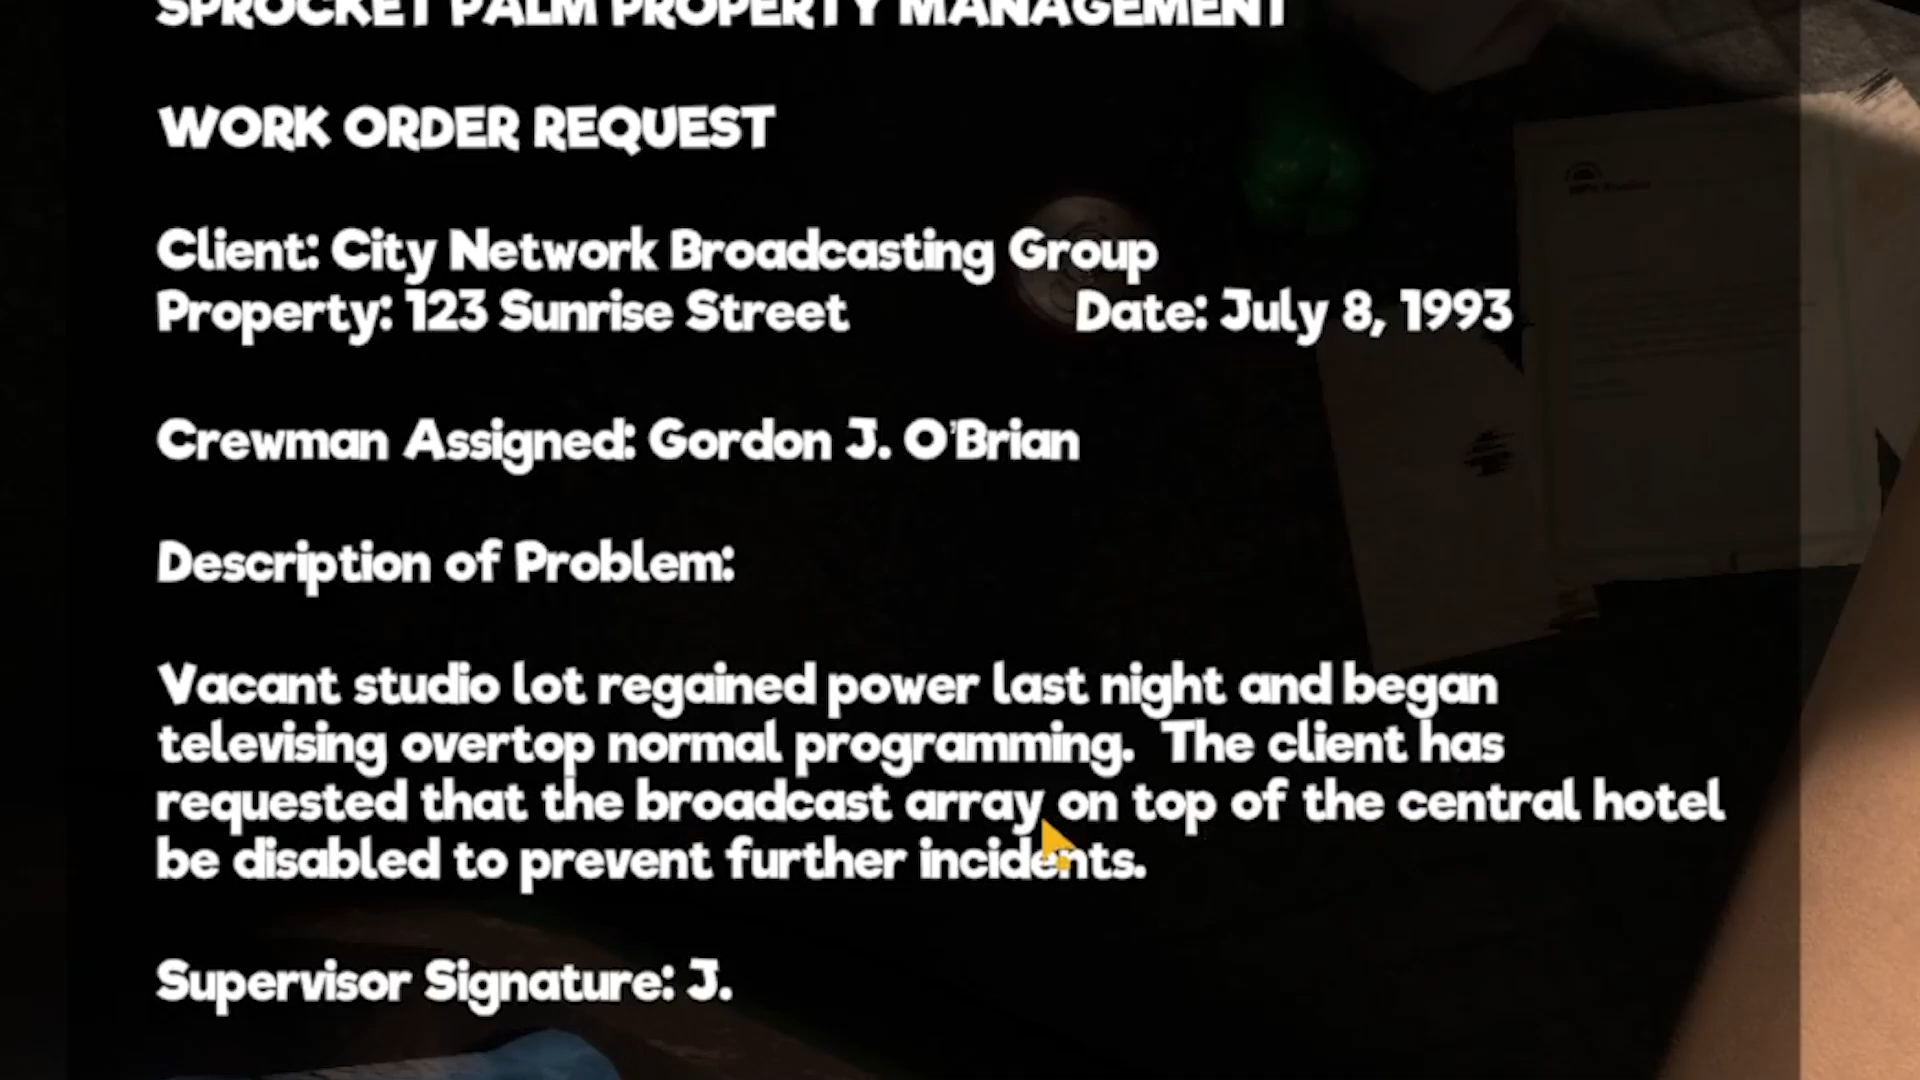 SPROCKET PALM PROPERTY MANAGEMENT
WORK ORDER REQUEST
Client: City Network Broadcasting Group
Property: 123 Sunrise Street Date: July 8, 1993
Crewman Assigned: Gordon J. O'Brian
Description of Problem:
Vacant studio lot regained power last night and began
televising overtop normal programming. The client has
requested that the broadcast array on top of the central hotel
be disabled to prevent further incidents.
Supervisor Signature: J.